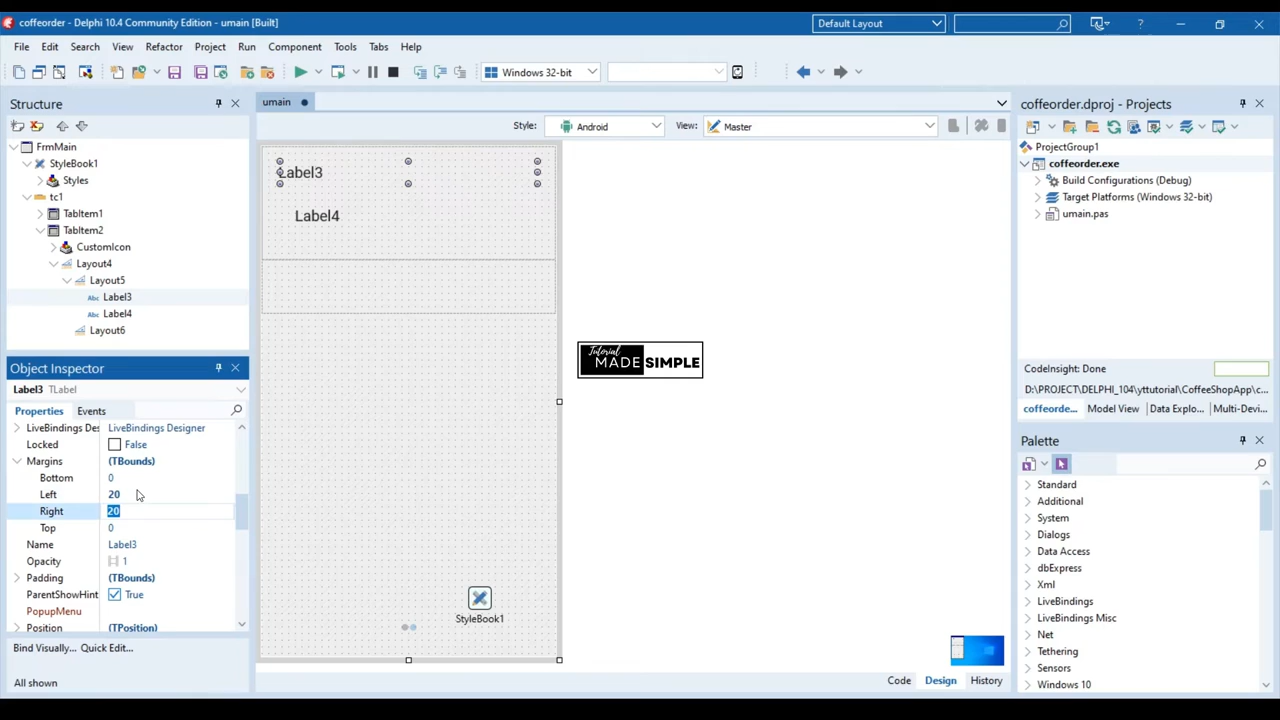 coffeorder - Delphi 10.4 Community Edition - umain [Built]
Default Layout
File Edit Search View Refactor Project Run Component Tools Tabs Help
Windows 32-bit
Structure
FrmMain
StyleBook1
Styles
tc1
TabItem1
TabItem2
CustomIcon
Layout4
Layout5
Label3
Label4
Layout6
Object Inspector
Label3 TLabel
Properties Events
LiveBindings Des LiveBindings Designer
Locked False
Margins (TBounds)
Bottom 0
Left 20
Right 20
Top 0
Name Label3
Opacity 1
Padding (TBounds)
ParentShowHint True
PopupMenu
Position (TPosition)
Bind Visually... Quick Edit...
All shown
umain
Style: Android View: Master
Label3
Label4
StyleBook1
Tutorial
MADE SIMPLE
Code Design History
coffeorder.dproj - Projects
ProjectGroup1
coffeorder.exe
Build Configurations (Debug)
Target Platforms (Windows 32-bit)
umain.pas
CodeInsight: Done
D:\PROJECT\DELPHI_104\yttutorial\CoffeeShopApp\c...
coffeorde... Model View Data Explo... Multi-Devi...
Palette
Standard
Additional
System
Dialogs
Data Access
dbExpress
Xml
LiveBindings
LiveBindings Misc
Net
Tethering
Sensors
Windows 10